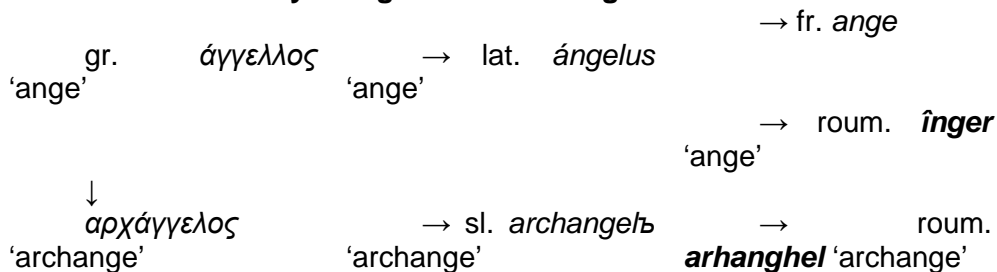 → fr. ange
gr. άγγελλος → lat. ángelus
‘ange’ ‘ange’
→ roum. înger
‘ange’
↓
αρχάγγελος → sl. archangelъ → roum.
‘archange’ ‘archange’ arhanghel ‘archange’